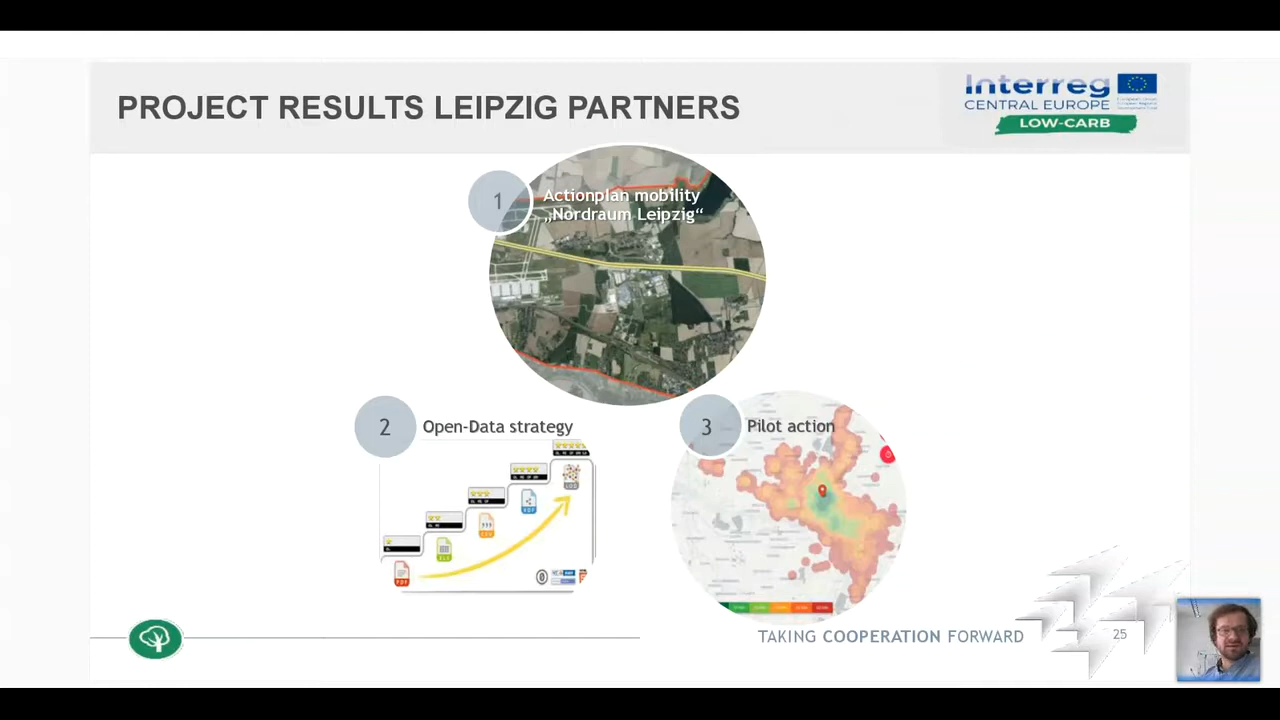 PROJECT RESULTS LEIPZIG PARTNERS
Interreg
CENTRAL EUROPE
LOW-CARB
1
Actionplan mobility
„Nordraum Leipzig“
2
Open-Data strategy
3
Pilot action
PDF
TAKING COOPERATION FORWARD
25